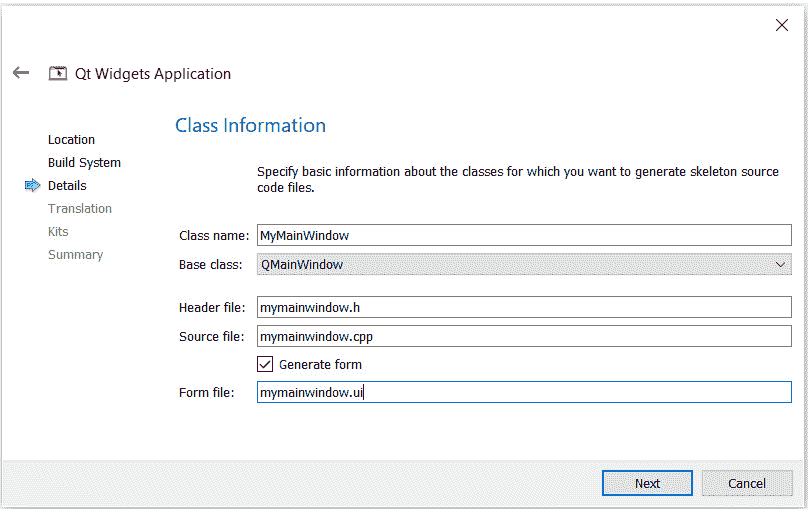 Qt Widgets Application
Location
Build System
Details
Translation
Kits
Summary
Class Information
Specify basic information about the classes for which you want to generate skeleton source
code files.
Class name: MyMainWindow
Base class: QMainWindow
Header file: mymainwindow.h
Source file: mymainwindow.cpp
Generate form
Form file: mymainwindow.ui
Next Cancel